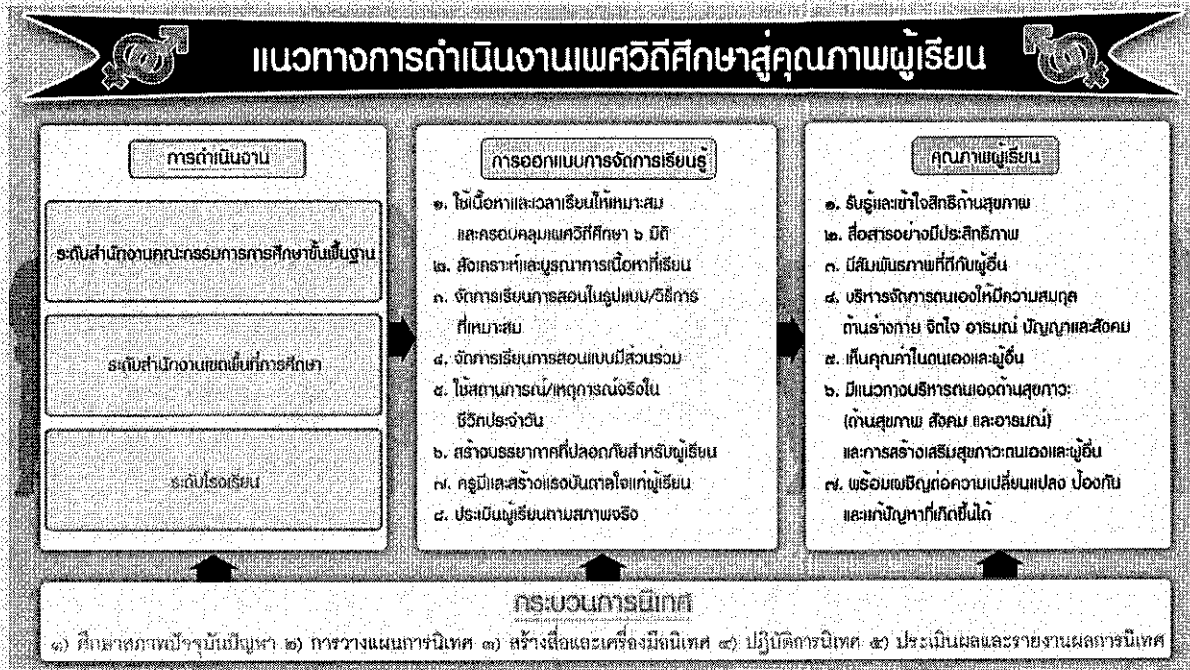 แนวทางการดำเนินงานเพศวิถีศึกษาสู่คุณภาพผู้เรียน
การดำเนินงาน
ระดับสำนักงานคณะกรรมการการศึกษาขั้นพื้นฐาน
ระดับสำนักงานเขตพื้นที่การศึกษา
ระดับโรงเรียน
การออกแบบการจัดการเรียนรู้
๑. ใช้เนื้อหาและเวลาเรียนให้เหมาะสม
และครอบคลุมเพศวิถีศึกษา ๖ มิติ
๒. สังเคราะห์และบูรณาการเนื้อหาที่เรียน
๓. จัดการเรียนการสอนในรูปแบบ/วิธีการ
ที่เหมาะสม
๔. จัดการเรียนการสอนแบบมีส่วนร่วม
๕. ใช้สถานการณ์/เหตุการณ์จริงใน
ชีวิตประจำวัน
๖. สร้างบรรยากาศที่ปลอดภัยสำหรับผู้เรียน
๗. ครูมีและสร้างแรงบันดาลใจแก่ผู้เรียน
๘. ประเมินผู้เรียนตามสภาพจริง
คุณภาพผู้เรียน
๑. รับรู้และเข้าใจสิทธิด้านสุขภาพ
๒. สื่อสารอย่างมีประสิทธิภาพ
๓. มีสัมพันธภาพที่ดีกับผู้อื่น
๔. บริหารจัดการตนเองให้มีความสมดุล
ด้านร่างกาย จิตใจ อารมณ์ ปัญญาและสังคม
๕. เห็นคุณค่าในตนเองและผู้อื่น
๖. มีแนวทางบริหารตนเองด้านสุขภาวะ
(ด้านสุขภาพ สังคม และอารมณ์)
และการสร้างเสริมสุขภาวะตนเองและผู้อื่น
๗. พร้อมเผชิญต่อความเปลี่ยนแปลง ป้องกัน
และแก้ปัญหาที่เกิดขึ้นได้
กระบวนการนิเทศ
๑) ศึกษาสภาพปัจจุบันปัญหา ๒) การวางแผนการนิเทศ ๓) สร้างสื่อและเครื่องมือนิเทศ ๔) ปฏิบัติการนิเทศ ๕) ประเมินผลและรายงานผลการนิเทศ